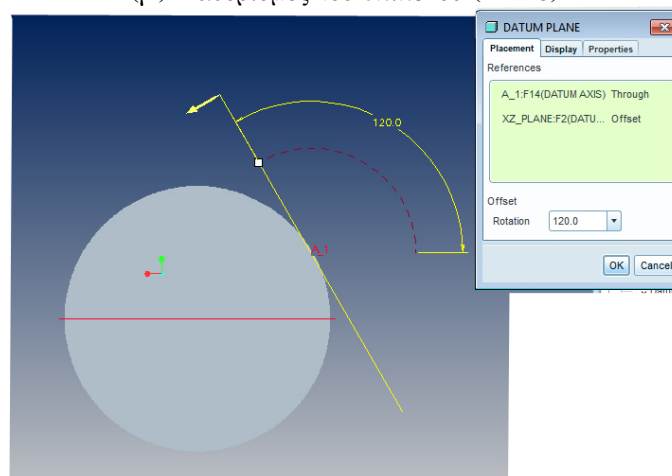 DATUM PLANE
Placement Display Properties
References
A_1:F14(DATUM AXIS) Through
XZ_PLANE:F2(DATU... Offset
Offset
Rotation 120.0
OK Cancel
120.0
A_1